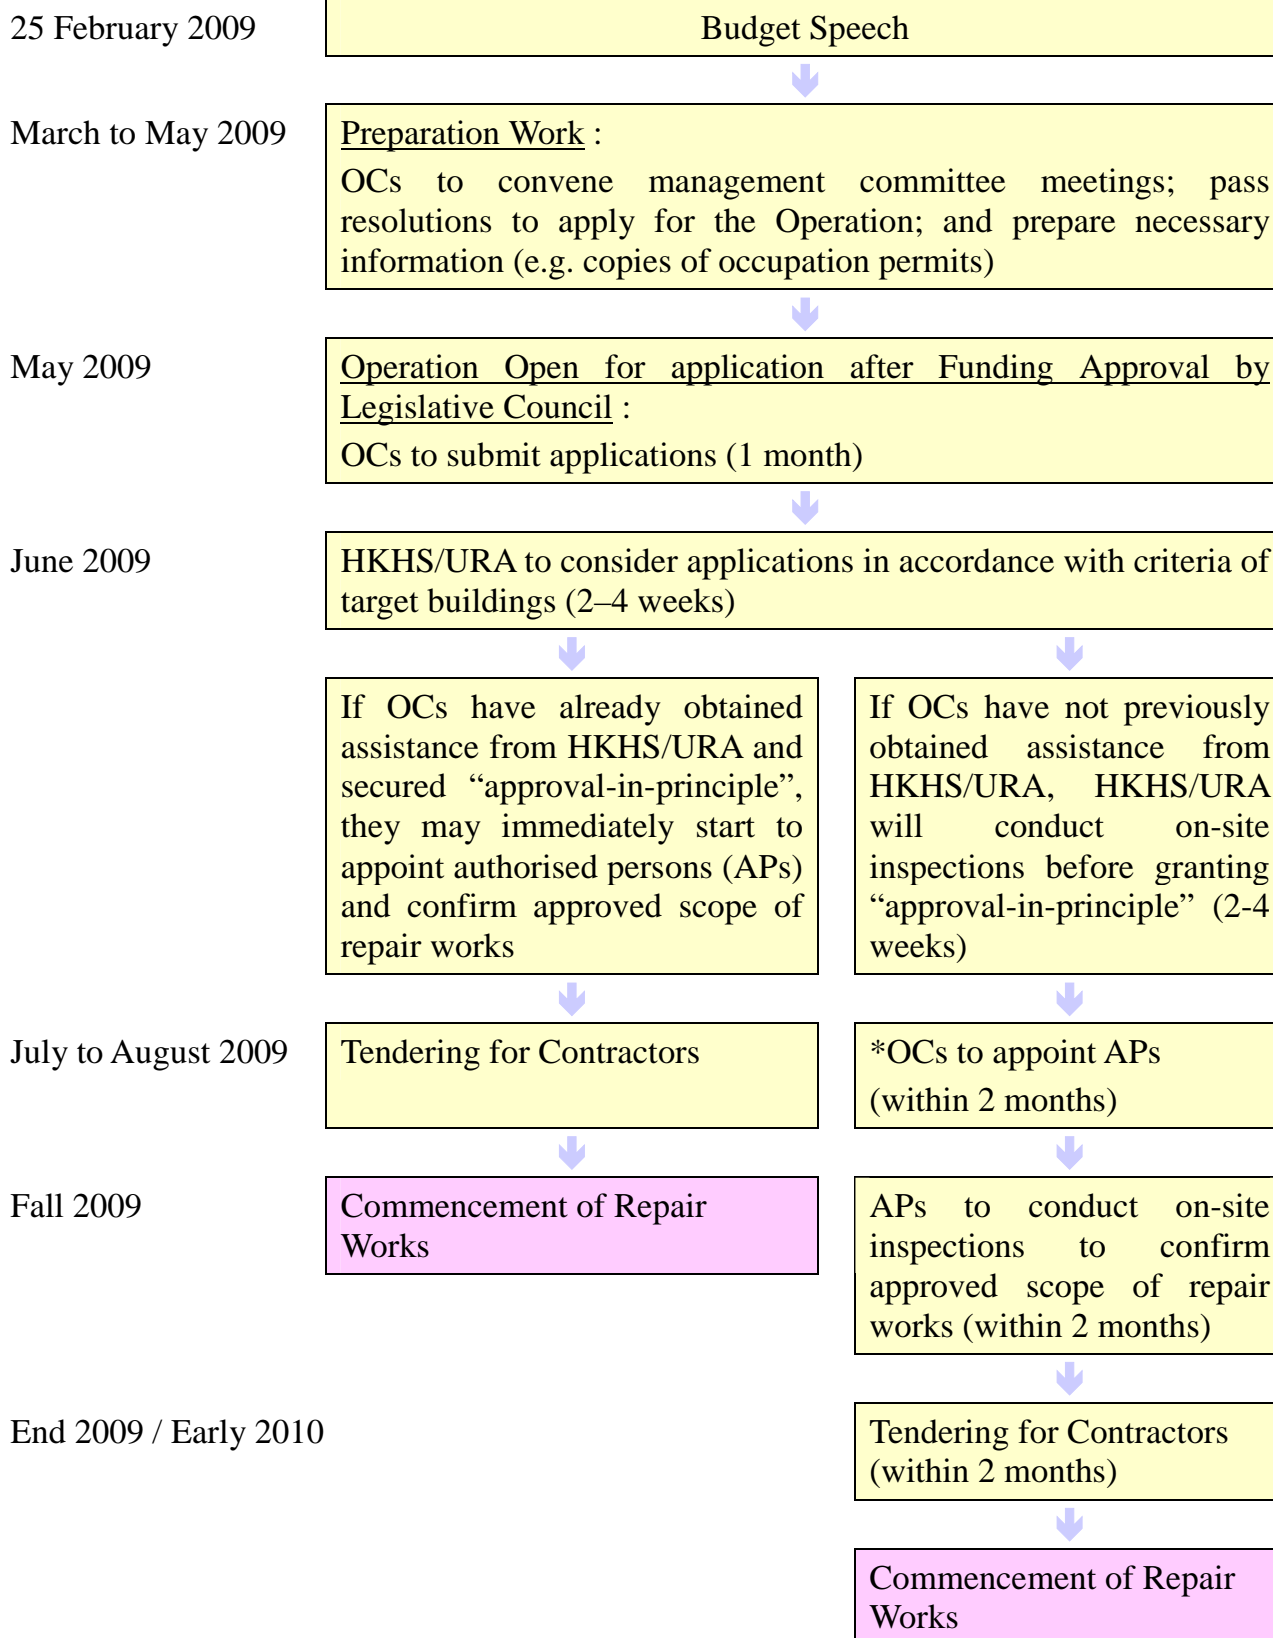 25 February 2009
Budget Speech
March to May 2009
Preparation Work :
OCs to convene management committee meetings; pass
resolutions to apply for the Operation; and prepare necessary
information (e.g. copies of occupation permits)
May 2009
Operation Open for application after Funding Approval by
Legislative Council :
OCs to submit applications (1 month)
June 2009
HKHS/URA to consider applications in accordance with criteria of
target buildings (2–4 weeks)
If OCs have already obtained
assistance from HKHS/URA and
secured “approval-in-principle”,
they may immediately start to
appoint authorised persons (APs)
and confirm approved scope of
repair works
If OCs have not previously
obtained assistance from
HKHS/URA, HKHS/URA
will conduct on-site
inspections before granting
“approval-in-principle” (2-4
weeks)
July to August 2009
Tendering for Contractors
*OCs to appoint APs
(within 2 months)
Fall 2009
Commencement of Repair
Works
APs to conduct on-site
inspections to confirm
approved scope of repair
works (within 2 months)
End 2009 / Early 2010
Tendering for Contractors
(within 2 months)
Commencement of Repair
Works